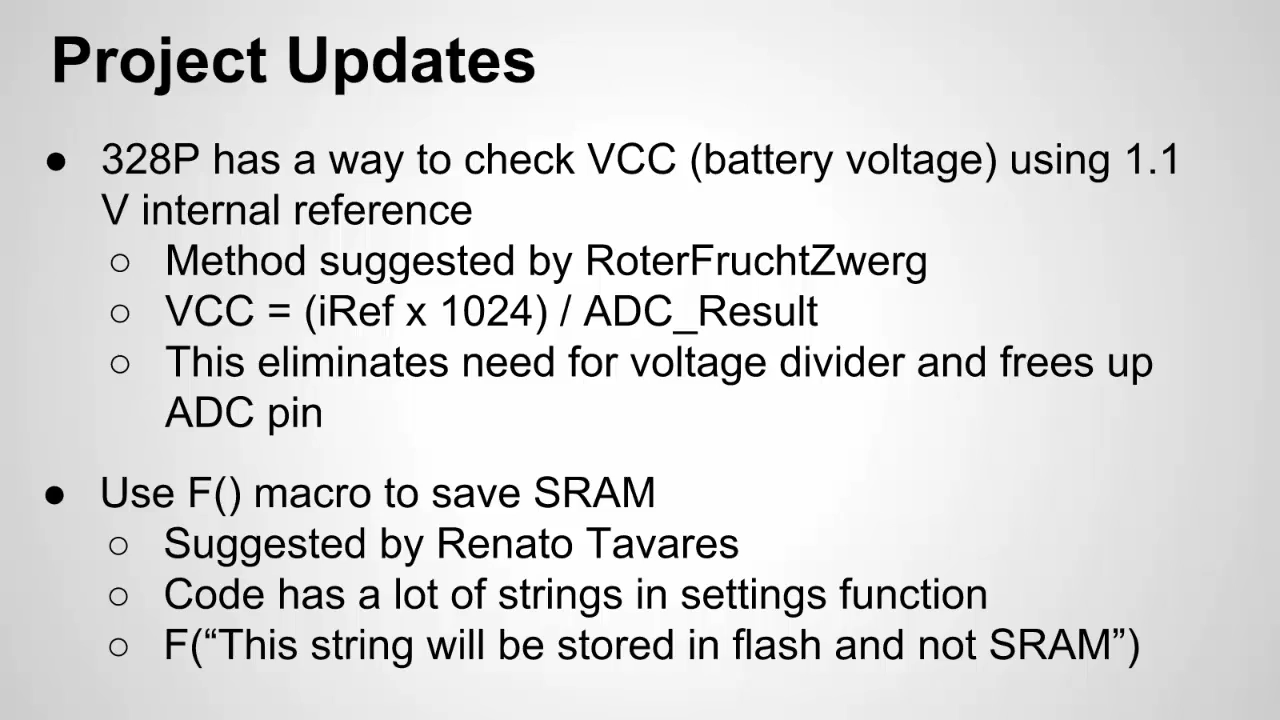 Project Updates
● 328P has a way to check VCC (battery voltage) using 1.1
V internal reference
○ Method suggested by RoterFruchtZwerg
○ VCC = (iRef x 1024) / ADC_Result
○ This eliminates need for voltage divider and frees up
ADC pin
● Use F() macro to save SRAM
○ Suggested by Renato Tavares
○ Code has a lot of strings in settings function
○ F(“This string will be stored in flash and not SRAM”)